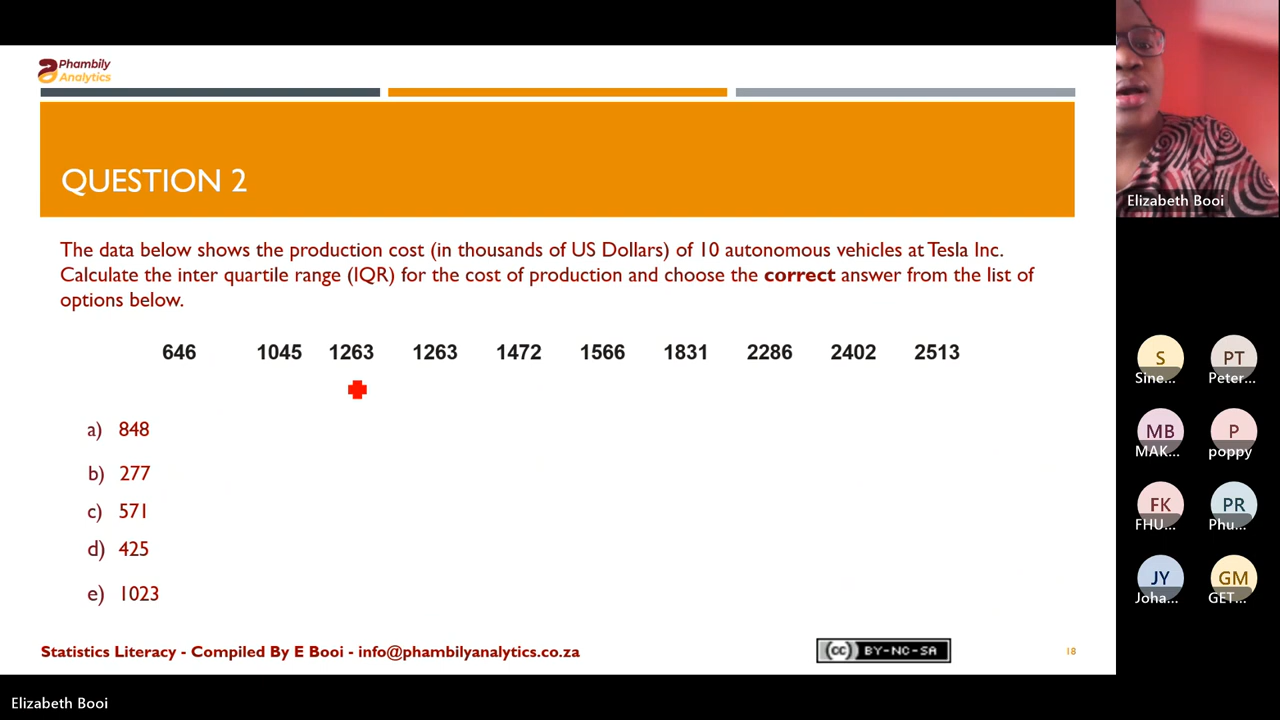 Phambily
Analytics
QUESTION 2
The data below shows the production cost (in thousands of US Dollars) of 10 autonomous vehicles at Tesla Inc.
Calculate the inter quartile range (IQR) for the cost of production and choose the correct answer from the list of
options below.
646 1045 1263 1263 1472 1566 1831 2286 2402 2513
a) 848
b) 277
c) 571
d) 425
e) 1023
Statistics Literacy - Compiled By E Booi - info@phambilyanalytics.co.za
(cc) BY-NC-SA
18
Elizabeth Booi
S
Sine...
PT
Peter...
MB
MAK...
P
poppy
FK
FHU...
PR
Phu...
JY
Joha...
GM
GET...
Elizabeth Booi